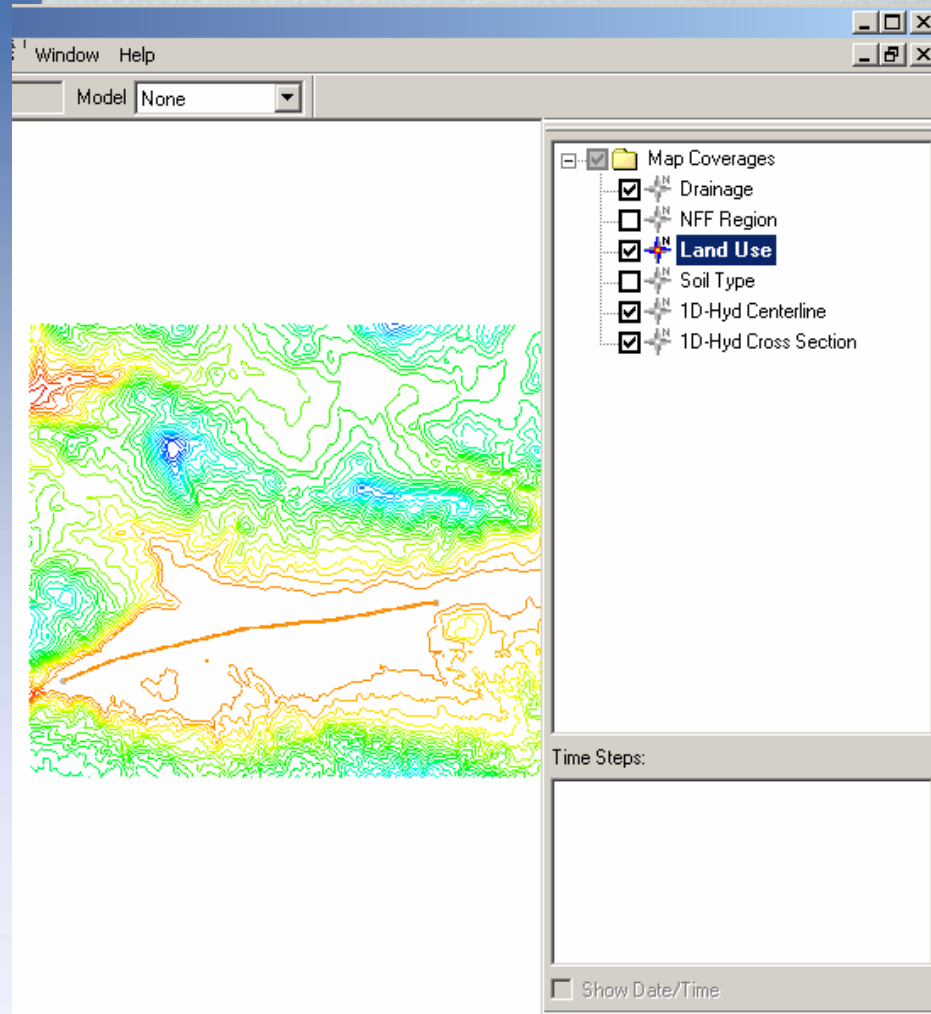 Window Help
Model None
Map Coverages
Drainage
NFF Region
Land Use
Soil Type
1D-Hyd Centerline
1D-Hyd Cross Section
Time Steps:
Show Date/Time